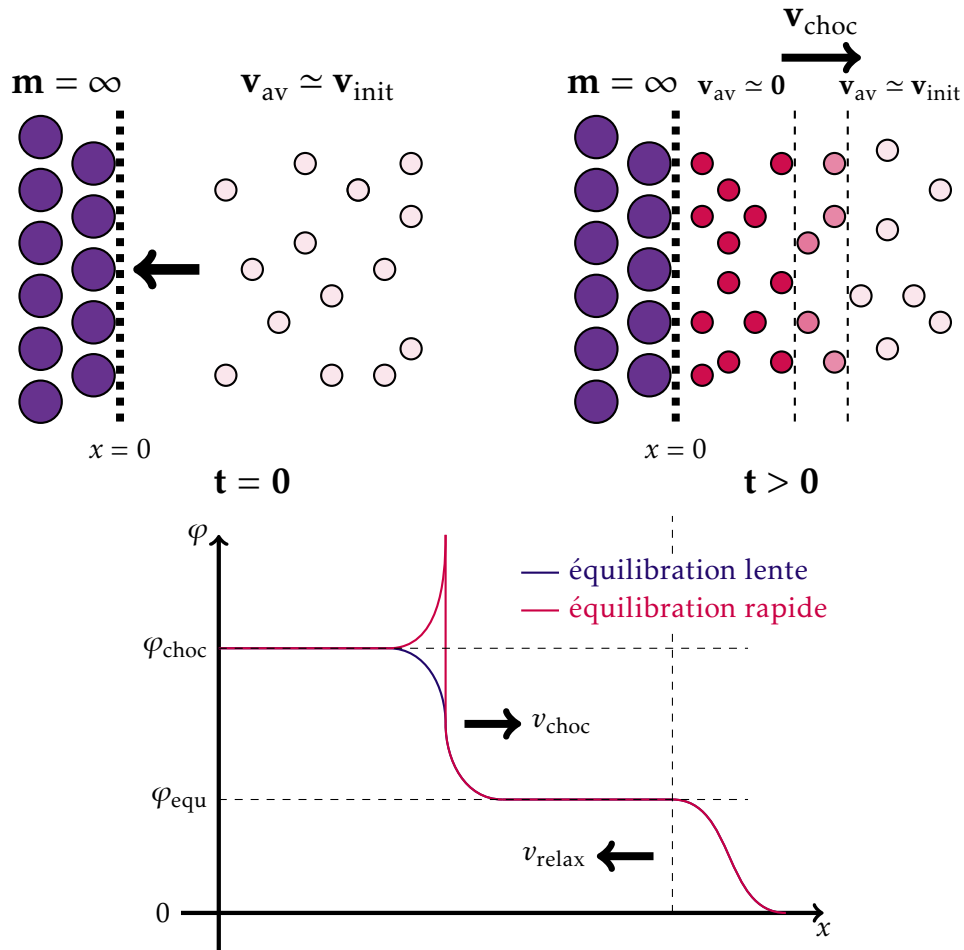 m = ∞
v_av ≃ v_init
x = 0
t = 0
v_choc
m = ∞
v_av ≃ 0
v_av ≃ v_init
x = 0
t > 0
φ
équilibration lente
équilibration rapide
φ_choc
v_choc
φ_equ
v_relax
0
x